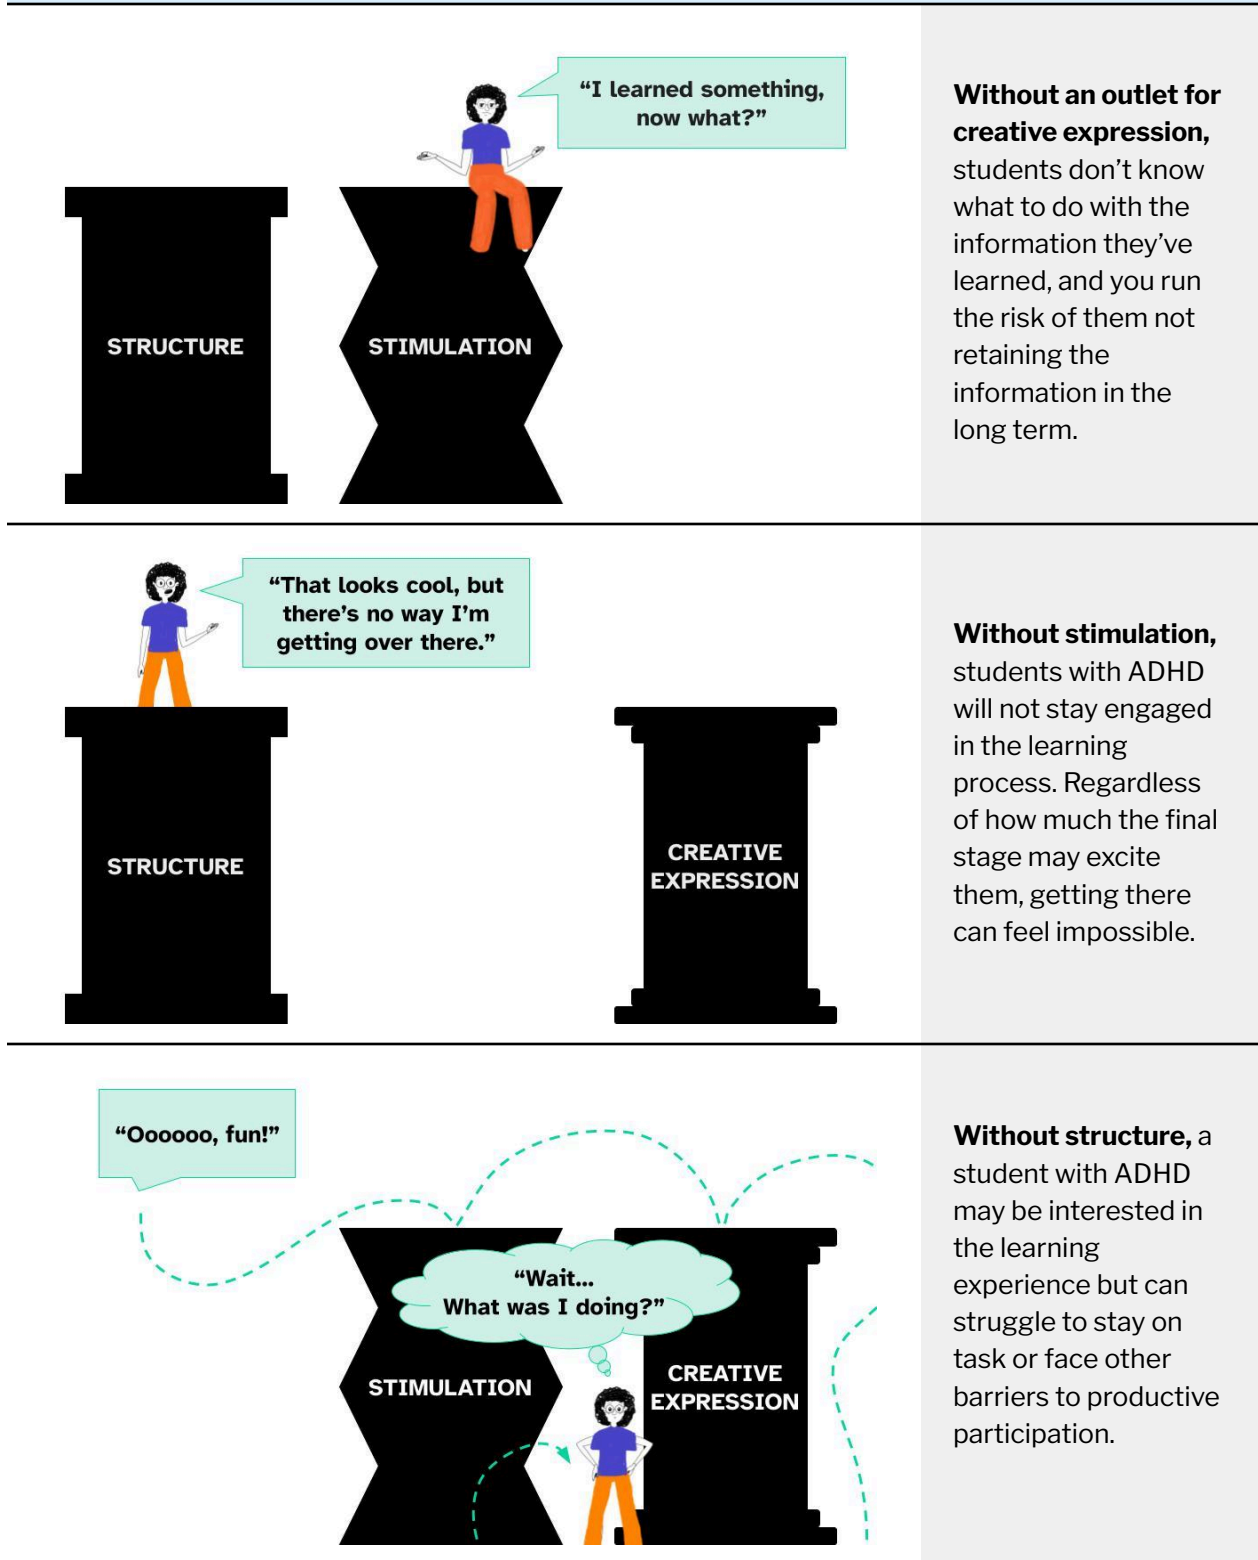 “I learned something,
now what?”
STRUCTURE
STIMULATION
Without an outlet for
creative expression,
students don’t know
what to do with the
information they’ve
learned, and you run
the risk of them not
retaining the
information in the
long term.
“That looks cool, but
there’s no way I’m
getting over there.”
STRUCTURE
CREATIVE
EXPRESSION
Without stimulation,
students with ADHD
will not stay engaged
in the learning
process. Regardless
of how much the final
stage may excite
them, getting there
can feel impossible.
“Oooooo, fun!”
“Wait...
What was I doing?”
STIMULATION
CREATIVE
EXPRESSION
Without structure, a
student with ADHD
may be interested in
the learning
experience but can
struggle to stay on
task or face other
barriers to productive
participation.